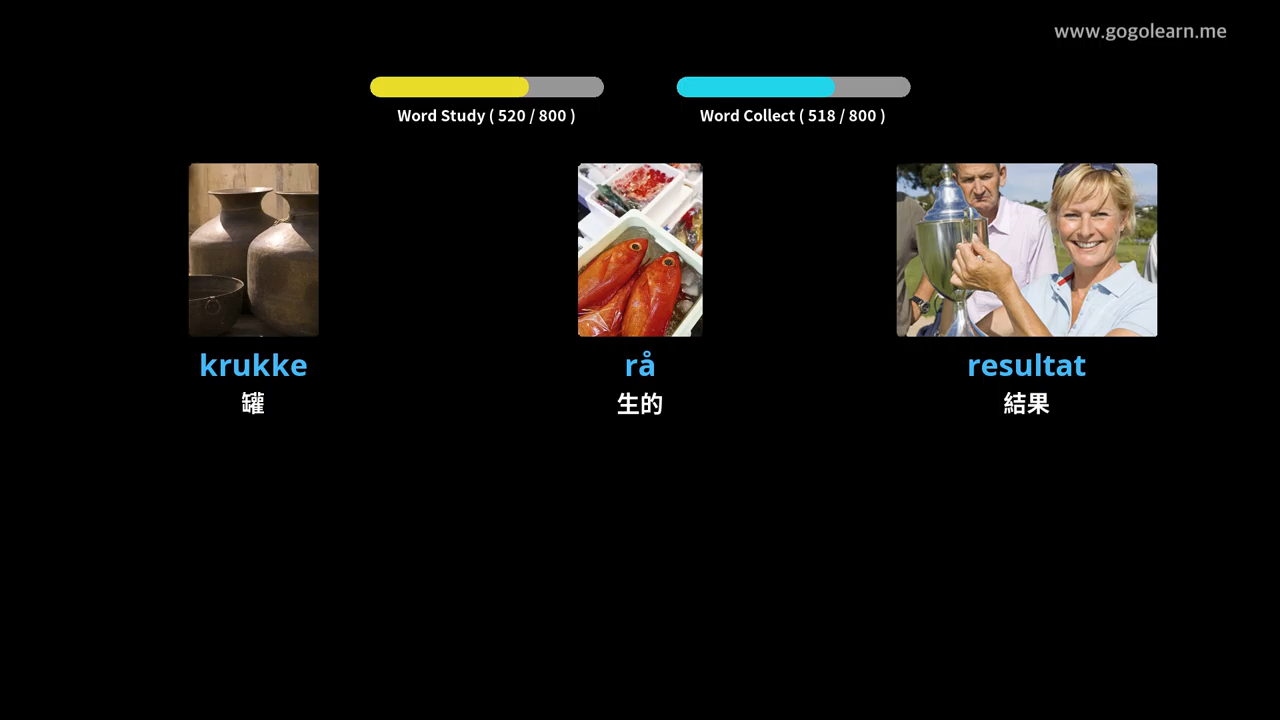 www.gogolearn.me
Word Study ( 520 / 800 )
Word Collect ( 518 / 800 )
krukke
rå
resultat
罐
生的
結果